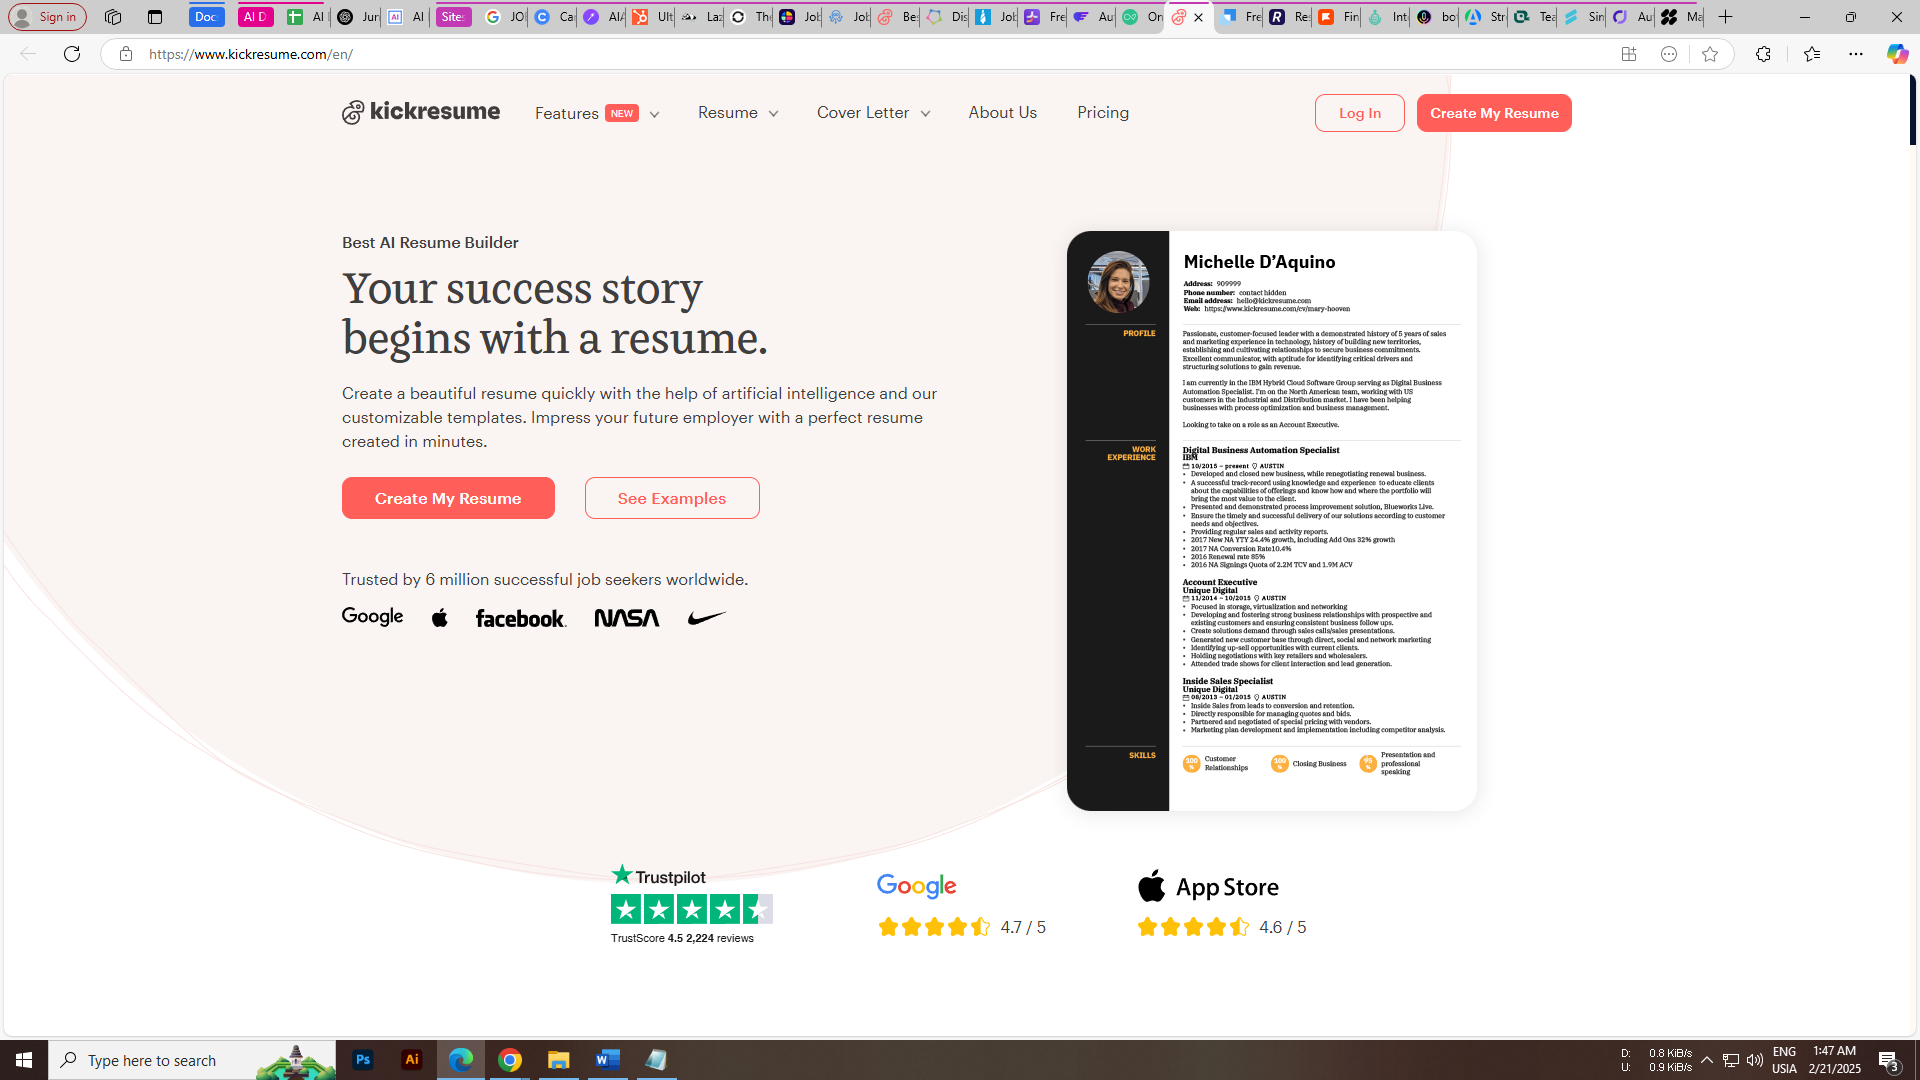 Sign in
Docs
AI D
AI I
Jun
AI
AI I
Sites
JOI
Car
AIA
Ult
Laz
The
Job
Job
Bes
Dis
Job
Fre
Au
On
Fre
Re
Fin
Int
bo
Str
Tea
Sin
Au
Ma
https://www.kickresume.com/en/
kickresume
Features NEW
Resume
Cover Letter
About Us
Pricing
Log In
Create My Resume
Best AI Resume Builder
Your success story
begins with a resume.
Create a beautiful resume quickly with the help of artificial intelligence and our
customizable templates. Impress your future employer with a perfect resume
created in minutes.
Create My Resume
See Examples
Trusted by 6 million successful job seekers worldwide.
Google
facebook.
NASA
Michelle D'Aquino
Address: 909999
Phone number: contact hidden
Email address: hello@kickresume.com
Web: https://www.kickresume.com/cv/mary-hooven
PROFILE
Passionate, customer-focused leader with a demonstrated history of 5 years of sales
and marketing experience in technology, history of building new territories,
establishing and cultivating relationships to secure business commitments.
Excellent communicator, with aptitude for identifying critical drivers and
structuring solutions to gain revenue.
I am currently in the IBM Hybrid Cloud Software Group serving as Digital Business
Automation Specialist. I'm on the North American team, working with US
customers in the Industrial and Distribution market. I have been helping
businesses with process optimization and business management.
Looking to take on a role as an Account Executive.
WORK
EXPERIENCE
Digital Business Automation Specialist
IBM
10/2015 – present AUSTIN
• Developed and closed new business, while renegotiating renewal business.
• A successful track-record using knowledge and experience to educate clients
about the capabilities of offerings and know how and where the portfolio will
bring the most value to the client.
• Presented and demonstrated process improvement solution, Blueworks Live.
• Ensure the timely and successful delivery of our solutions according to customer
needs and objectives.
• Providing regular sales and activity reports.
• 2017 New NA YTY 24.4% growth, including Add Ons 32% growth
• 2017 NA Conversion Rate10.4%
• 2016 Renewal rate 85%
• 2016 NA Signings Quota of 2.2M TCV and 1.9M ACV
Account Executive
Unique Digital
11/2014 – 10/2015 AUSTIN
• Focused in storage, virtualization and networking
• Developing and fostering strong business relationships with prospective and
existing customers and ensuring consistent business follow ups.
• Create solutions demand through sales calls/sales presentations.
• Generated new customer base through direct, social and network marketing
• Identifying up-sell opportunities with current clients.
• Holding negotiations with key retailers and wholesalers.
• Attended trade shows for client interaction and lead generation.
Inside Sales Specialist
Unique Digital
08/2013 – 01/2015 AUSTIN
• Inside Sales from leads to conversion and retention.
• Directly responsible for managing quotes and bids.
• Partnered and negotiated of special pricing with vendors.
• Marketing plan development and implementation including competitor analysis.
SKILLS
100 %
Customer
Relationships
100 %
Closing Business
95 %
Presentation and
professional
speaking
Trustpilot
TrustScore 4.5 2,224 reviews
Google
4.7 / 5
App Store
4.6 / 5
Type here to search
Ps
Ai
D: 0.8 KiB/s
U: 0.9 KiB/s
ENG
USIA
1:47 AM
2/21/2025
3